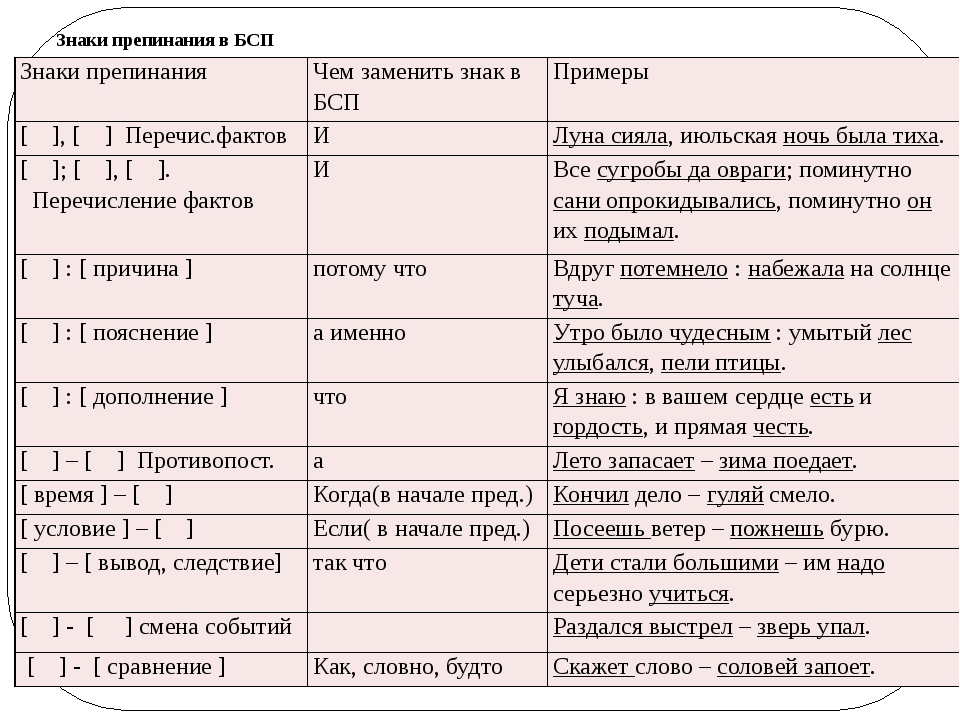 Знаки препинания в БСП
Знаки препинания
Чем заменить знак в
БСП
Примеры
[    ], [    ]  Перечис.фактов
И
Луна сияла, июльская ночь была тиха.
[    ]; [    ], [    ].
Перечисление фактов
И
Все сугробы да овраги; поминутно
сани опрокидывались, поминутно он
их подымал.
[    ] : [ причина ]
потому что
Вдруг потемнело : набежала на солнце
туча.
[    ] : [ пояснение ]
а именно
Утро было чудесным : умытый лес
улыбался, пели птицы.
[    ] : [ дополнение ]
что
Я знаю : в вашем сердце есть и
гордость, и прямая честь.
[    ] – [    ]  Противопост.
а
Лето запасает – зима поедает.
[ время ] – [    ]
Когда(в начале пред.)
Кончил дело – гуляй смело.
[ условие ] – [    ]
Если( в начале пред.)
Посеешь ветер – пожнешь бурю.
[    ] – [ вывод, следствие]
так что
Дети стали большими – им надо
серьезно учиться.
[    ] -  [     ] смена событий
Раздался выстрел – зверь упал.
[    ] -  [ сравнение ]
Как, словно, будто
Скажет слово – соловей запоет.